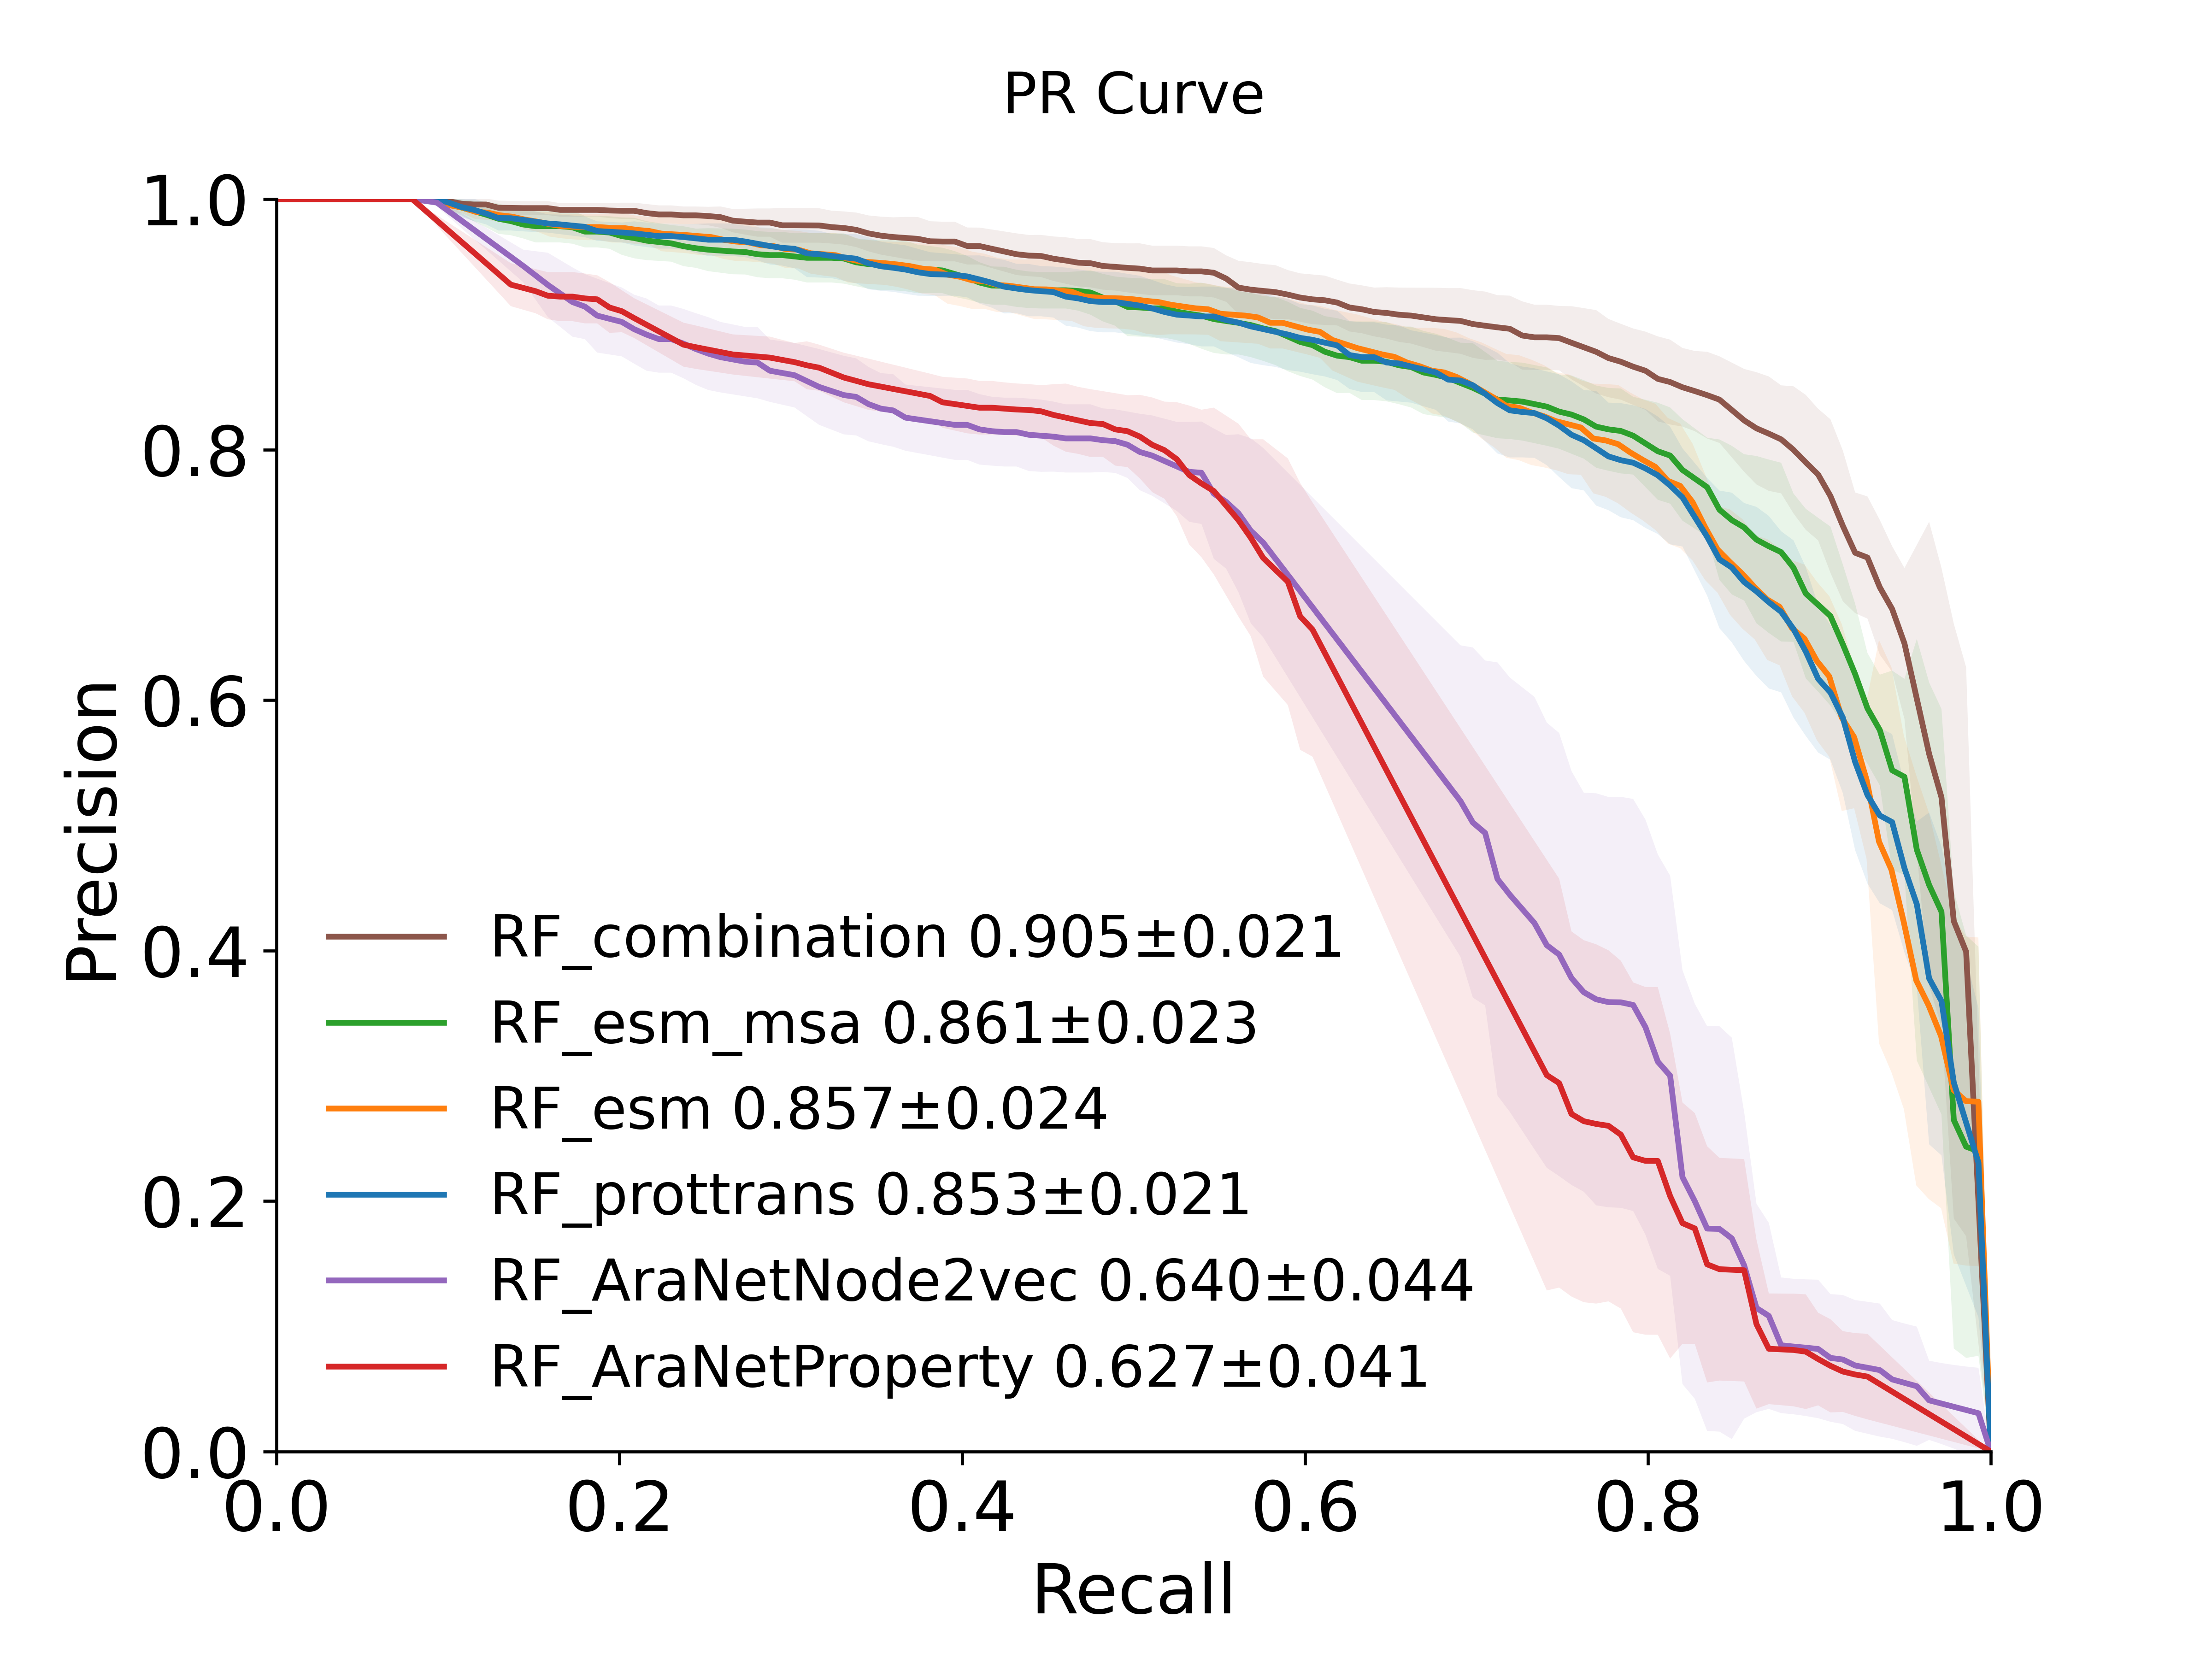 PR Curve
Precision
1.0
0.8
0.6
0.4
0.2
0.0
RF_combination 0.905±0.021
RF_esm_msa 0.861±0.023
RF_esm 0.857±0.024
RF_prottrans 0.853±0.021
RF_AraNetNode2vec 0.640±0.044
RF_AraNetProperty 0.627±0.041
0.0 0.2 0.4 0.6 0.8 1.0
Recall